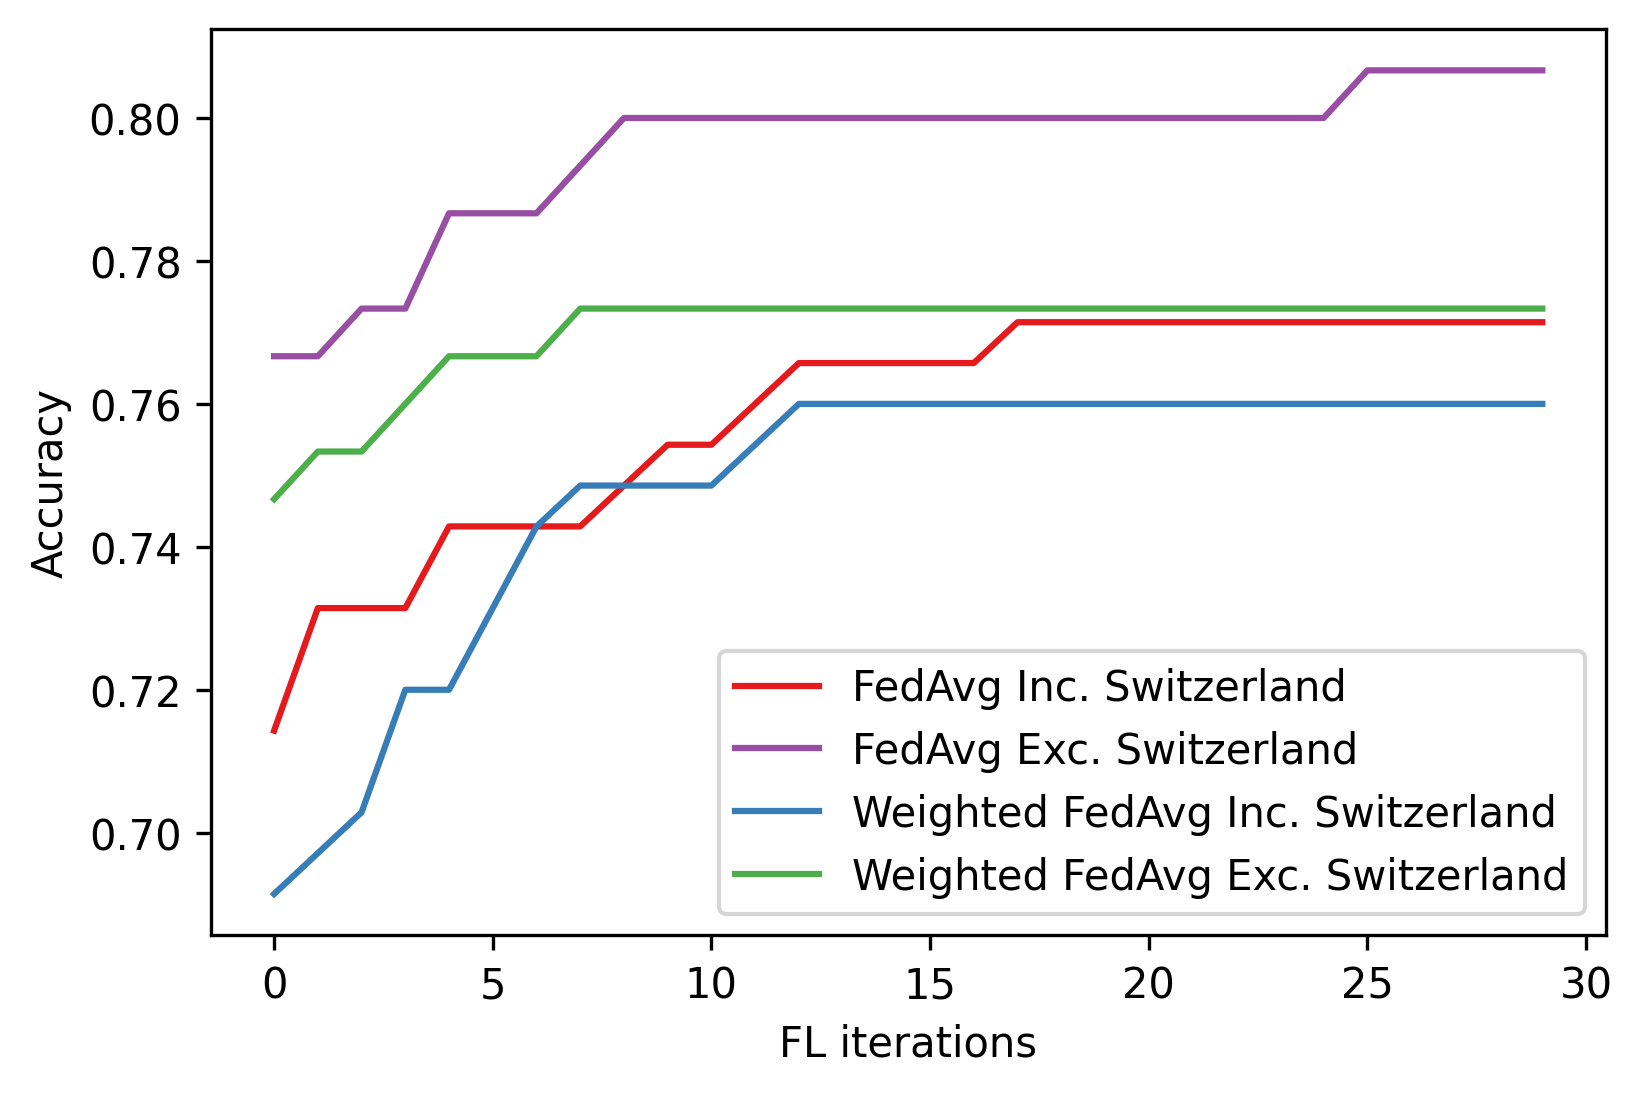 0.80
0.78
0.76
0.74
0.72
0.70
Accuracy
FedAvg Inc. Switzerland
FedAvg Exc. Switzerland
Weighted FedAvg Inc. Switzerland
Weighted FedAvg Exc. Switzerland
0 5 10 15 20 25 30
FL iterations